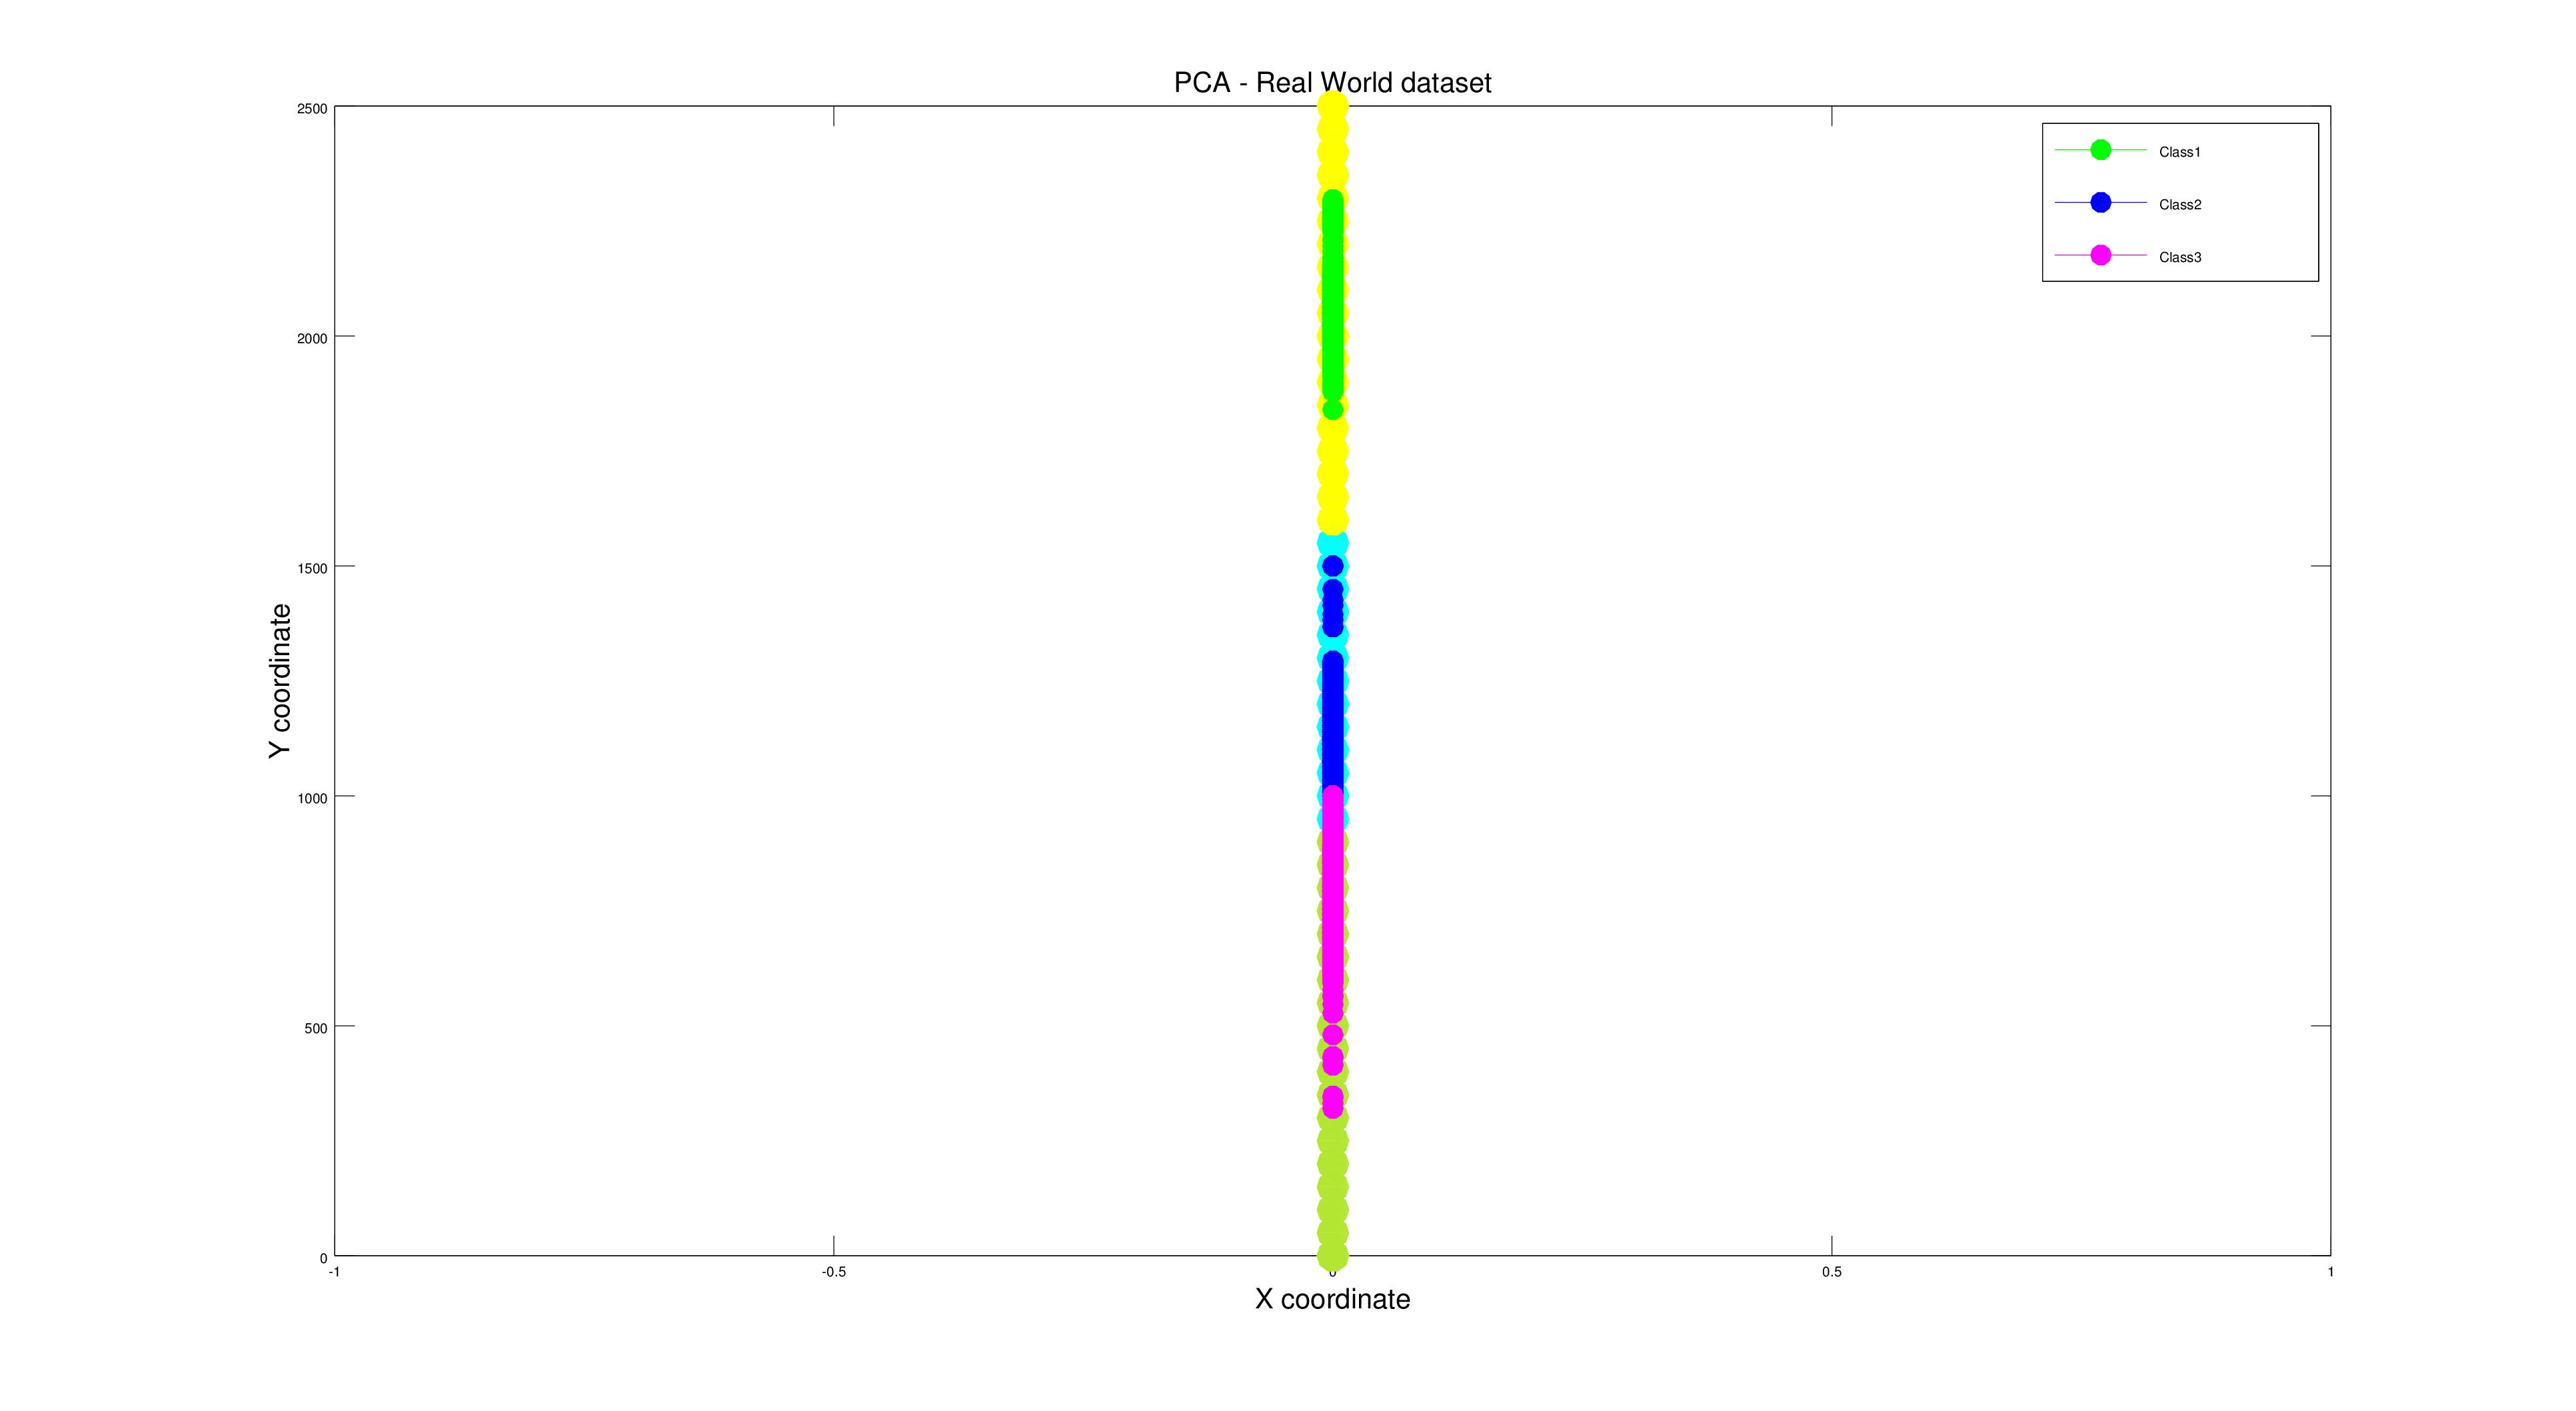 PCA - Real World dataset
2500
2000
1500
1000
500
0
Y coordinate
-1
-0.5
0
0.5
1
X coordinate
Class1
Class2
Class3